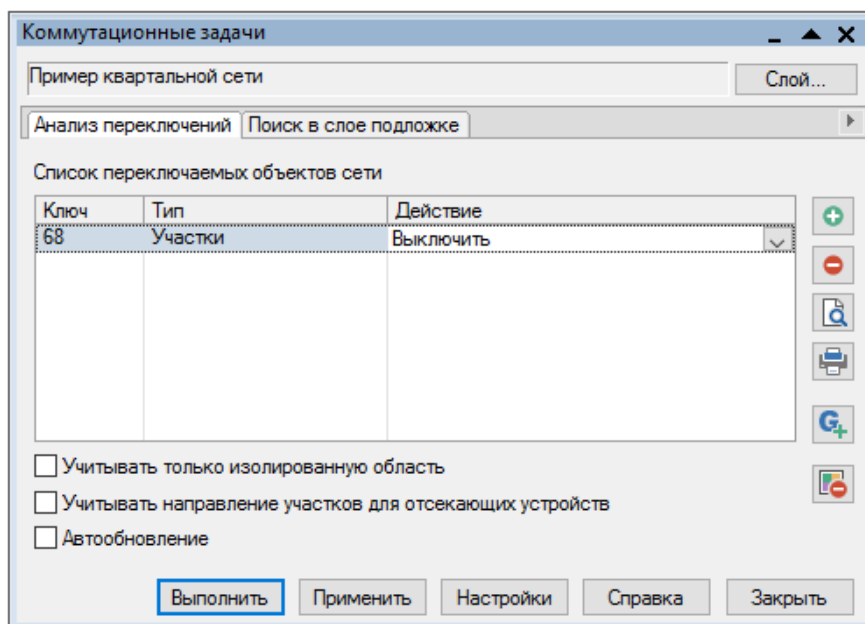 Коммутационные задачи
Пример квартальной сети
Слой...
Анализ переключений Поиск в слое подложке
Список переключаемых объектов сети
Ключ Тип Действие
68 Участки Выключить
Учитывать только изолированную область
Учитывать направление участков для отсекающих устройств
Автообновление
Выполнить Применить Настройки Справка Закрыть